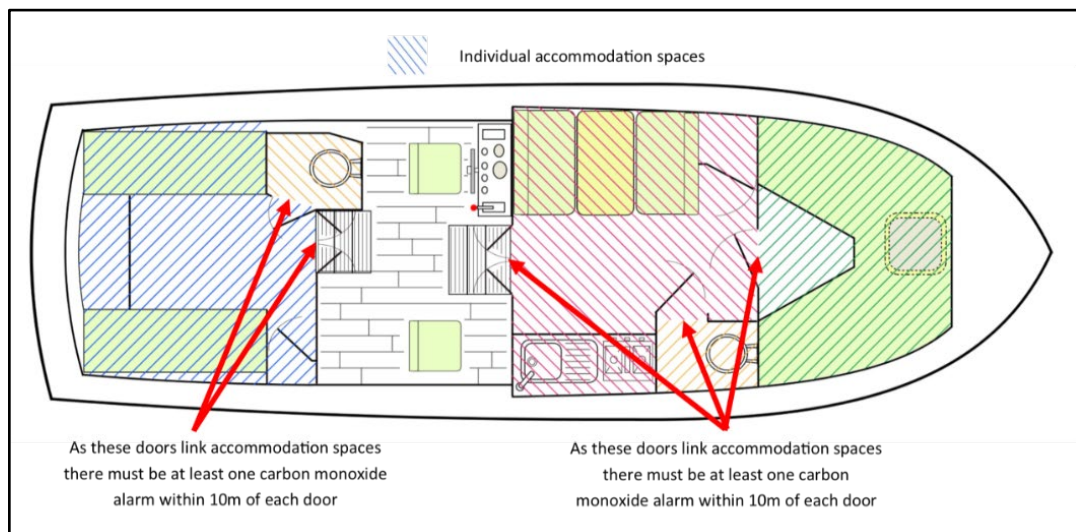 Individual accommodation spaces
As these doors link accommodation spaces
there must be at least one carbon monoxide
alarm within 10m of each door
As these doors link accommodation spaces
there must be at least one carbon
monoxide alarm within 10m of each door